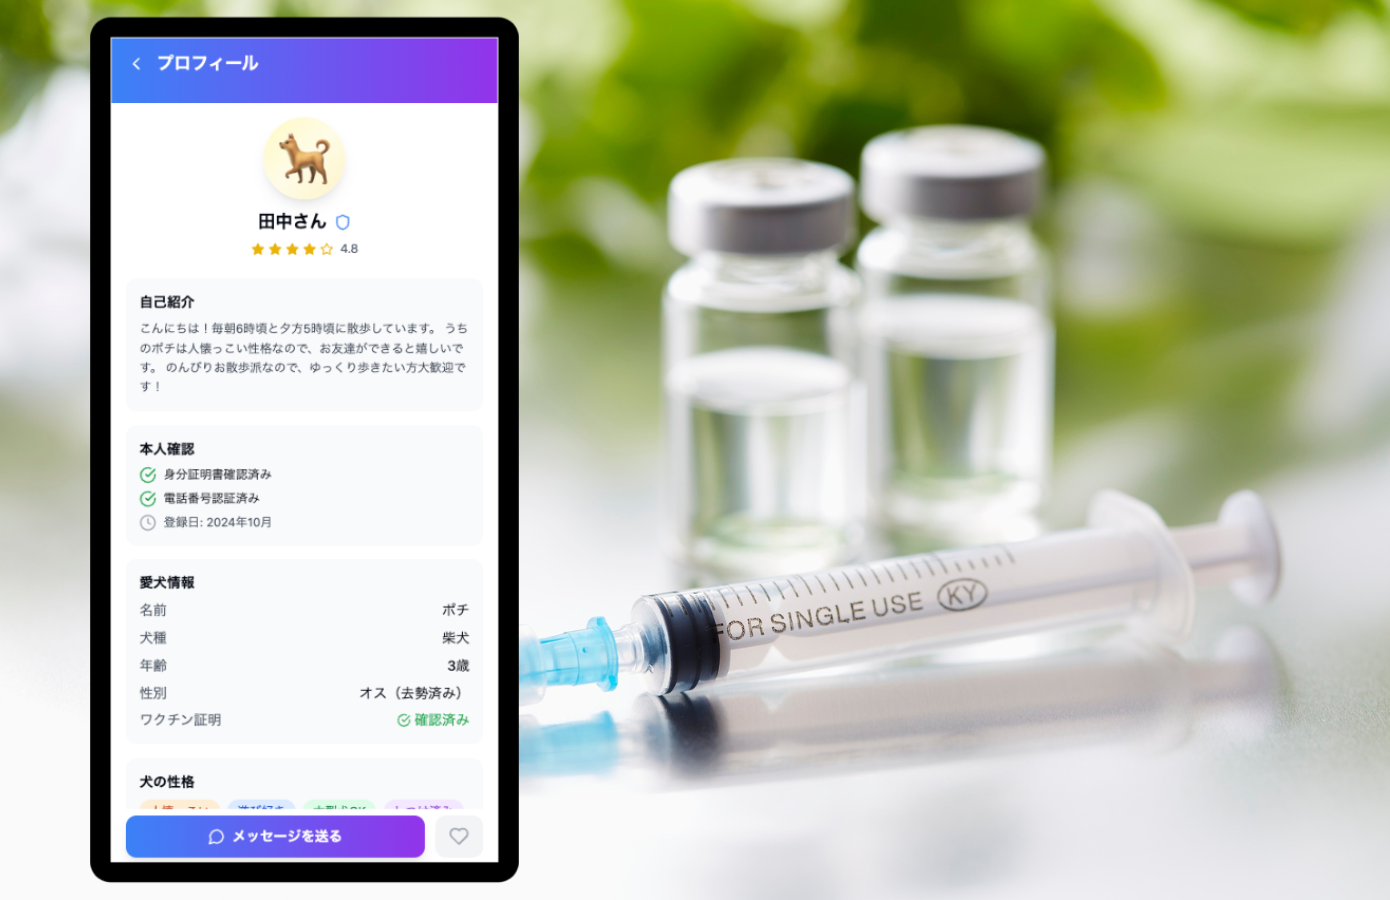 プロフィール
田中さん
4.8
自己紹介
こんにちは！毎朝6時頃と夕方5時頃に散歩しています。 うち
のポチは人懐っこい性格なので、お友達ができると嬉しいで
す。 のんびりお散歩派なので、ゆっくり歩きたい方大歓迎で
す！
本人確認
身分証明書確認済み
電話番号認証済み
登録日: 2024年10月
愛犬情報
名前 ポチ
犬種 柴犬
年齢 3歳
性別 オス（去勢済み）
ワクチン証明 確認済み
犬の性格
メッセージを送る
FOR SINGLE USE KY